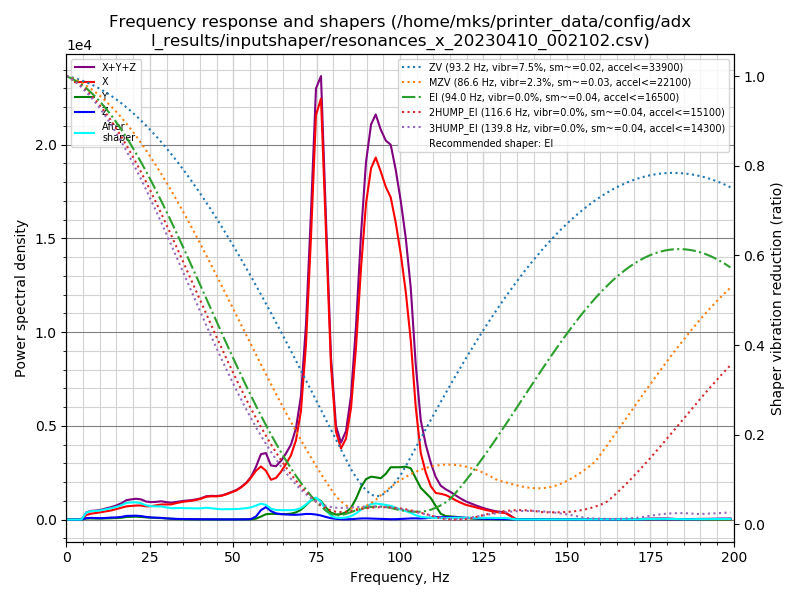 Frequency response and shapers (/home/mks/printer_data/config/adx
l_results/inputshaper/resonances_x_20230410_002102.csv)
1e4
X+Y+Z
X
Y
Z
After
shaper
ZV (93.2 Hz, vibr=7.5%, sm~=0.02, accel<=33900)
MZV (86.6 Hz, vibr=2.3%, sm~=0.03, accel<=22100)
EI (94.0 Hz, vibr=0.0%, sm~=0.04, accel<=16500)
2HUMP_EI (116.6 Hz, vibr=0.0%, sm~=0.04, accel<=15100)
3HUMP_EI (139.8 Hz, vibr=0.0%, sm~=0.04, accel<=14300)
Recommended shaper: EI
Power spectral density
2.0
1.5
1.0
0.5
0.0
1.0
0.8
0.6
0.4
0.2
0.0
Shaper vibration reduction (ratio)
0 25 50 75 100 125 150 175 200
Frequency, Hz